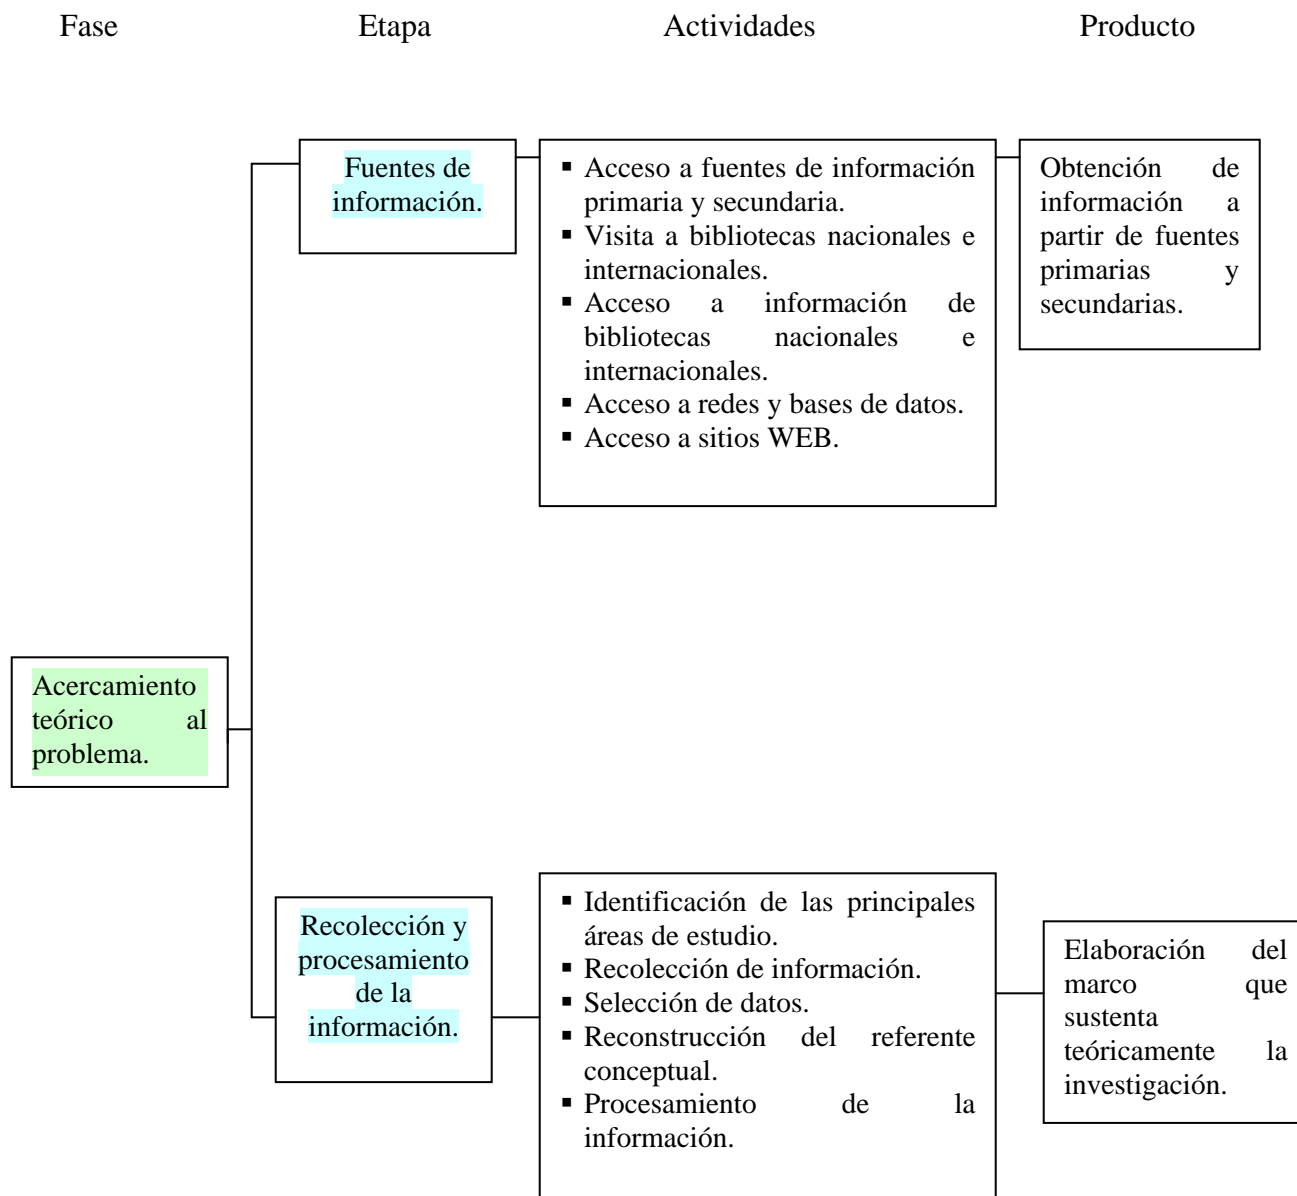 Fase Etapa Actividades Producto
Fuentes de
información.
▪ Acceso a fuentes de información
primaria y secundaria.
▪ Visita a bibliotecas nacionales e
internacionales.
▪ Acceso a información de
bibliotecas nacionales e
internacionales.
▪ Acceso a redes y bases de datos.
▪ Acceso a sitios WEB.
Obtención de
información a
partir de fuentes
primarias y
secundarias.
Acercamiento
teórico al
problema.
Recolección y
procesamiento
de la
información.
▪ Identificación de las principales
áreas de estudio.
▪ Recolección de información.
▪ Selección de datos.
▪ Reconstrucción del referente
conceptual.
▪ Procesamiento de la
información.
Elaboración del
marco que
sustenta
teóricamente la
investigación.